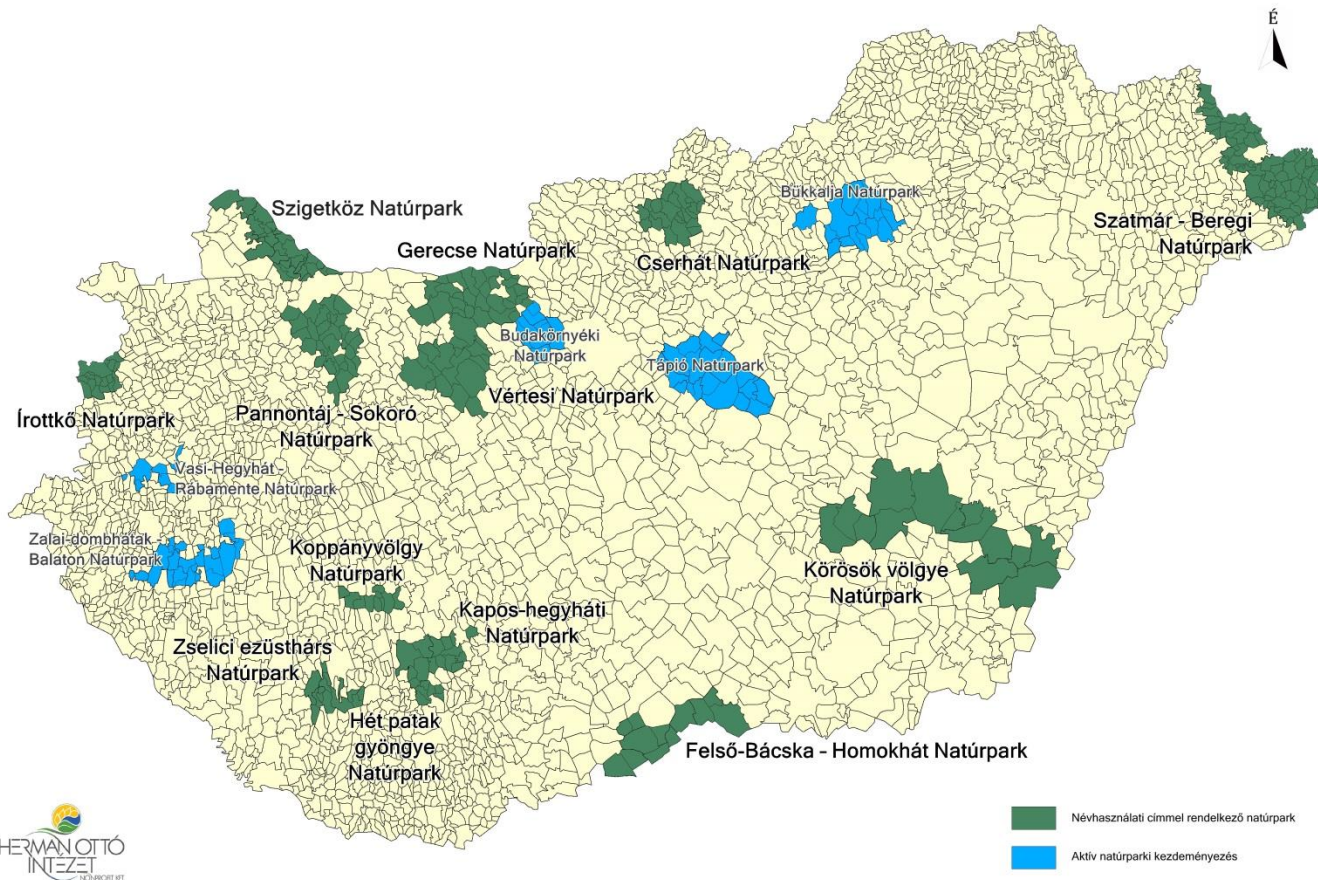 É
Szigetköz Natúrpark
Gerecse Natúrpark
Cserhát Natúrpark
Bükkalja Natúrpark
Szatmár - Beregi
Natúrpark
Budakörnyéki
Natúrpark
Tápió Natúrpark
Vértesi Natúrpark
Írottkő Natúrpark
Pannontáj - Sokoró
Natúrpark
Vasi-Hegyhát -
Rábamente Natúrpark
Zalai-dombhátak -
Balaton Natúrpark
Koppányvölgy
Natúrpark
Körösök völgye
Natúrpark
Kapos-hegyháti
Natúrpark
Zselici ezüsthárs
Natúrpark
Hét patak
gyöngye
Natúrpark
Felső-Bácska - Homokhát Natúrpark
HERMAN OTTÓ
INTÉZET
NONPROFIT KFT.
Névhasználati címmel rendelkező natúrpark
Aktív natúrparki kezdeményezés